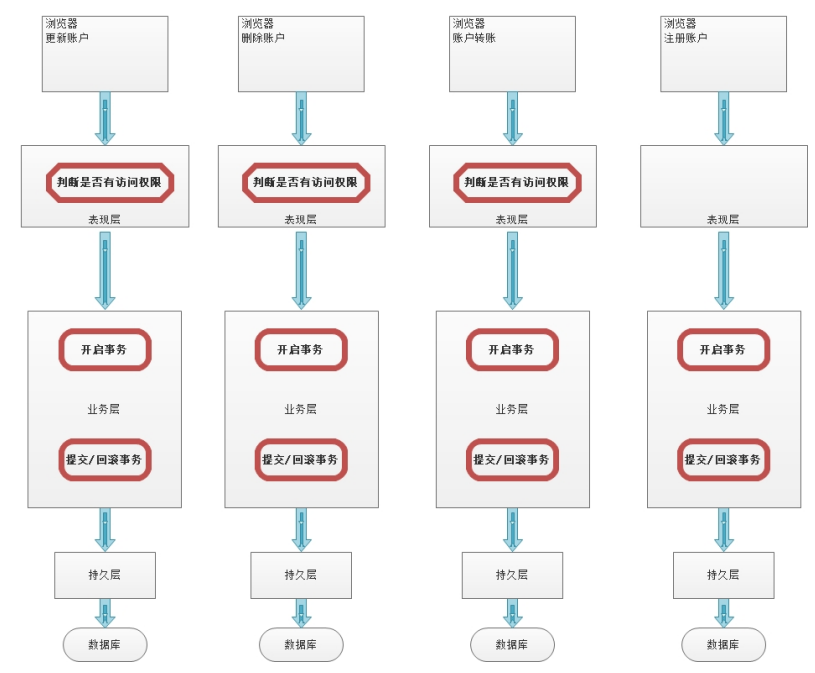 浏览器
更新账户
浏览器
删除账户
浏览器
账户转账
浏览器
注册账户
判断是否有访问权限
判断是否有访问权限
判断是否有访问权限
表现层
表现层
表现层
表现层
开启事务
开启事务
开启事务
开启事务
业务层
业务层
业务层
业务层
提交/回滚事务
提交/回滚事务
提交/回滚事务
提交/回滚事务
持久层
持久层
持久层
持久层
数据库
数据库
数据库
数据库